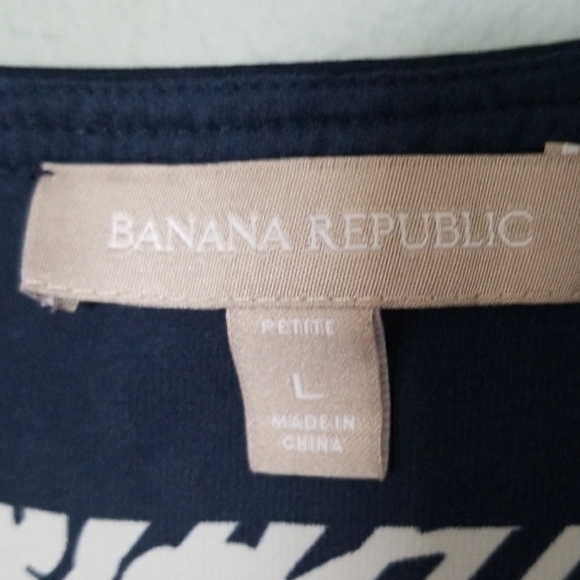 BANANA REPUBLIC
PETITE
L
MADE IN
CHINA